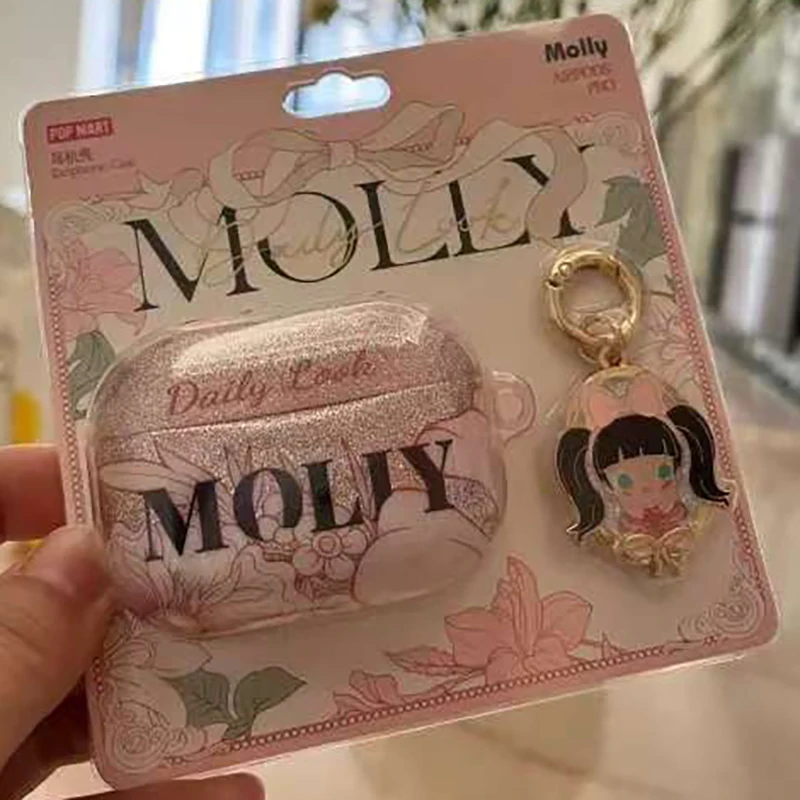 Molly
AIRPODS
PRO
POP MART
耳机壳
Earphone Case
MOLLY
Daily Look
Daily Look
MOLLY